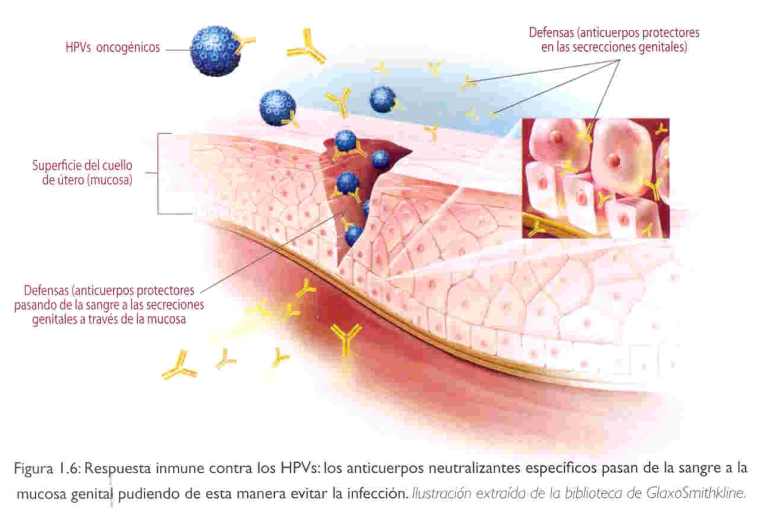 HPVs oncogénicos
Defensas (anticuerpos protectores
en las secrecciones genitales)
Superficie del cuello
de útero (mucosa)
Defensas (anticuerpos protectores
pasando de la sangre a las secreciones
genitales a través de la mucosa
Figura 1.6: Respuesta inmune contra los HPVs: los anticuerpos neutralizantes específicos pasan de la sangre a la
mucosa genital pudiendo de esta manera evitar la infección. Ilustración extraída de la biblioteca de GlaxoSmithkline.